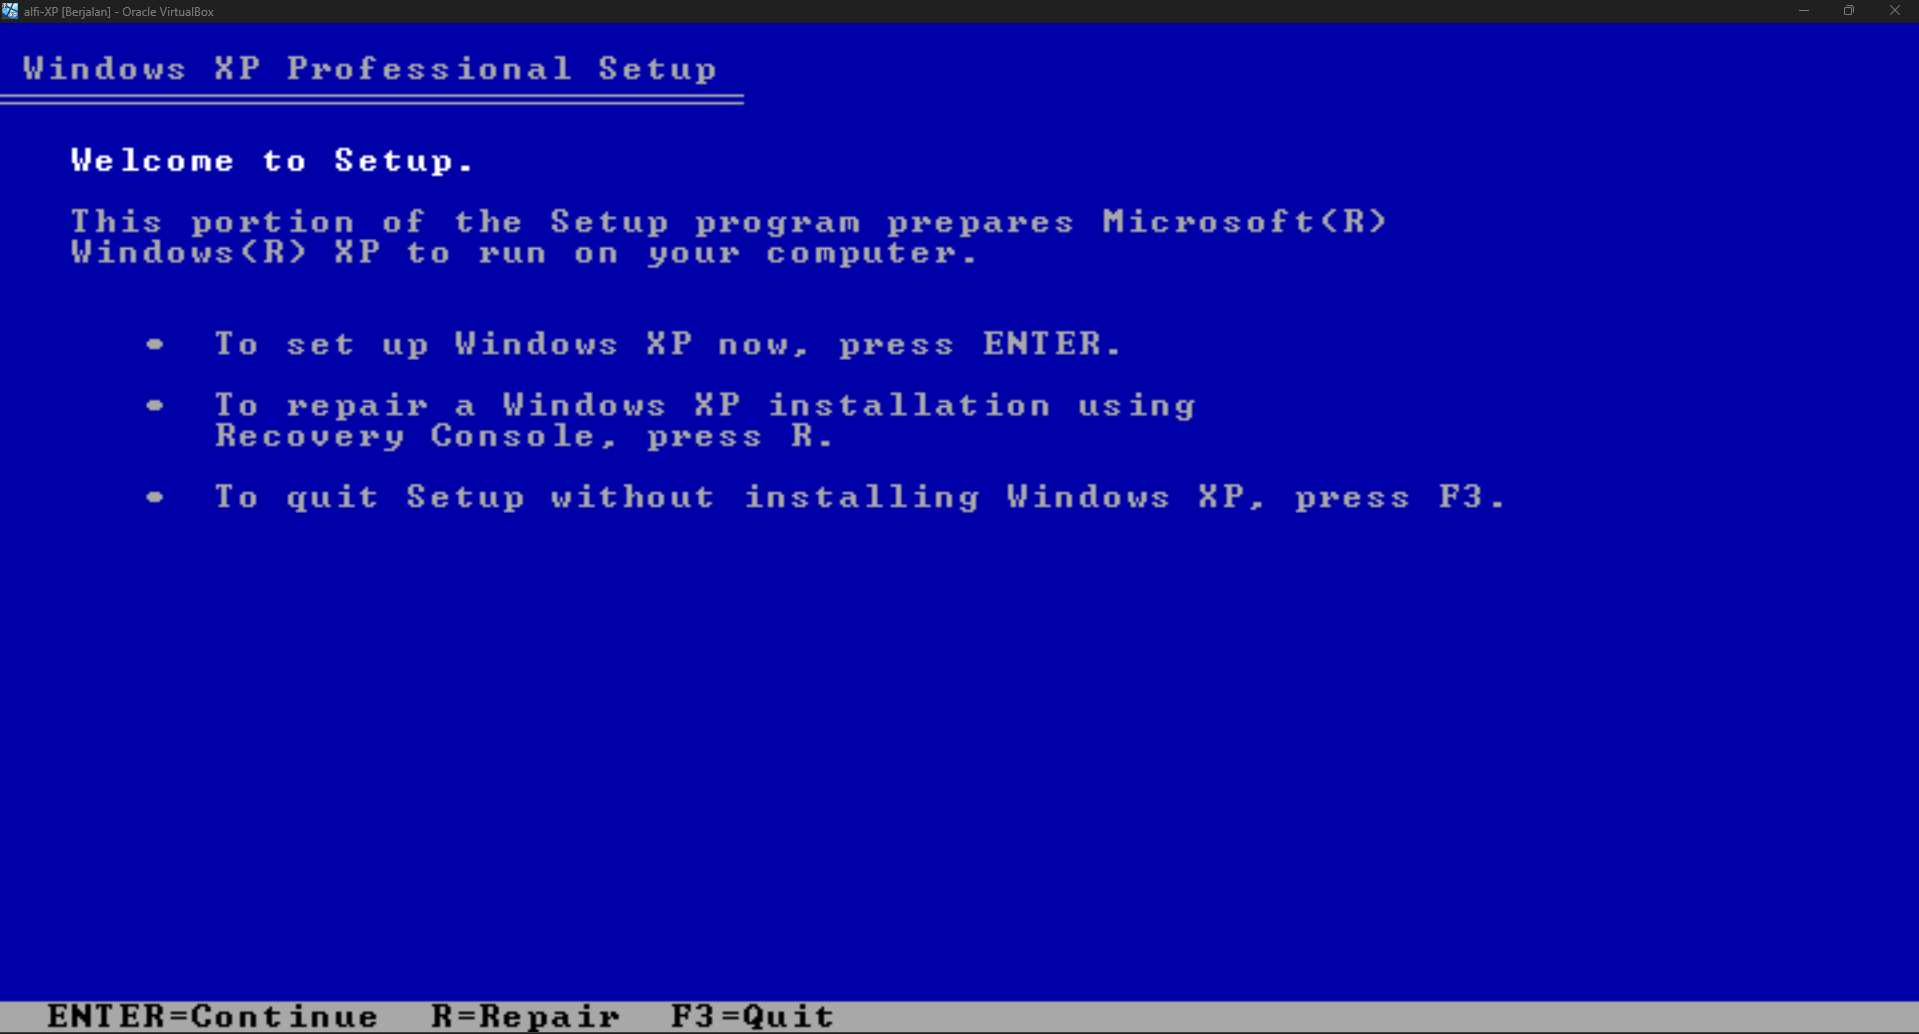 alfi-XP [Berjalan] - Oracle VirtualBox
Windows XP Professional Setup
Welcome to Setup.
This portion of the Setup program prepares Microsoft(R)
Windows(R) XP to run on your computer.
• To set up Windows XP now, press ENTER.
• To repair a Windows XP installation using
Recovery Console, press R.
• To quit Setup without installing Windows XP, press F3.
ENTER=Continue R=Repair F3=Quit